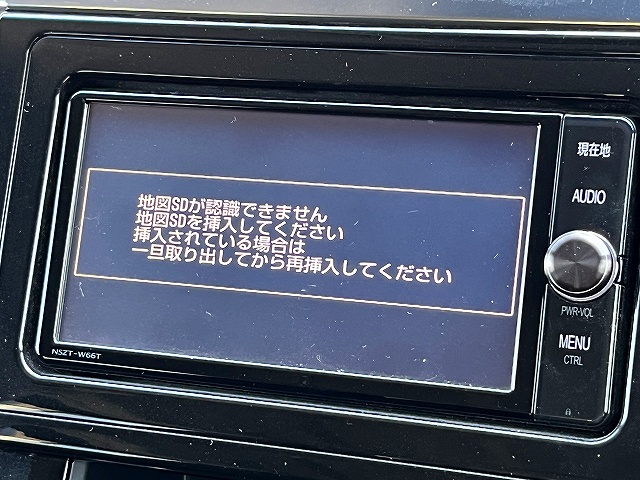 地図SDが認識できません
地図SDを挿入してください
挿入されている場合は
一旦取り出してから再挿入してください
現在地
AUDIO
PWR-VOL
MENU
CTRL
NSZT-W66T